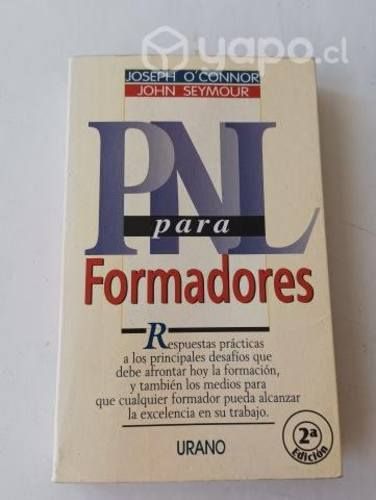 yapo.cl
JOSEPH O'CONNOR
JOHN SEYMOUR
PNL
para
Formadores
Respuestas prácticas
a los principales desafíos que
debe afrontar hoy la formación,
y también los medios para
que cualquier formador pueda alcanzar
la excelencia en su trabajo.
URANO
2ª
Edición